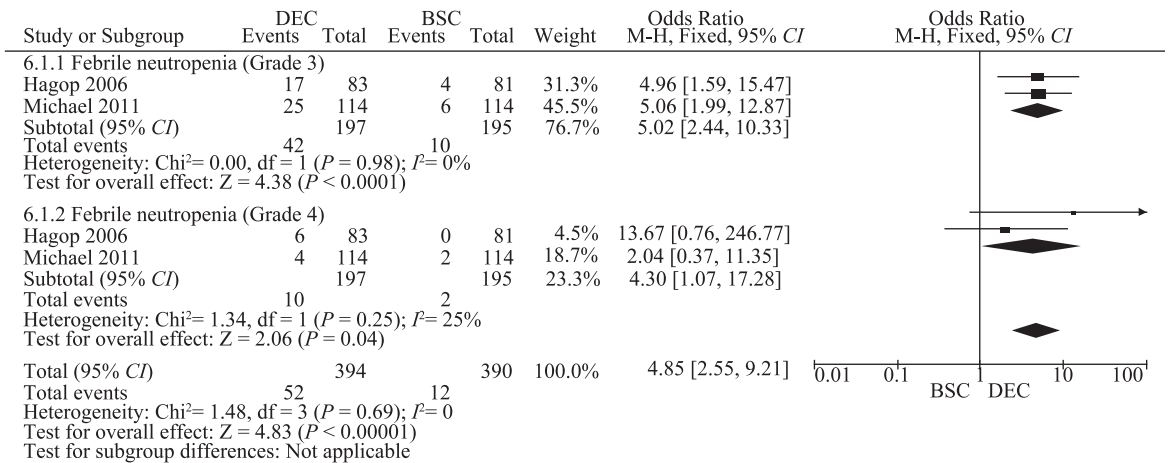 DEC BSC Odds Ratio Odds Ratio
Study or Subgroup Events Total Events Total Weight M-H, Fixed, 95% CI M-H, Fixed, 95% CI
6.1.1 Febrile neutropenia (Grade 3)
Hagop 2006 17 83 4 81 31.3% 4.96 [1.59, 15.47]
Michael 2011 25 114 6 114 45.5% 5.06 [1.99, 12.87]
Subtotal (95% CI) 197 195 76.7% 5.02 [2.44, 10.33]
Total events 42 10
Heterogeneity: Chi²= 0.00, df = 1 (P = 0.98); I²= 0%
Test for overall effect: Z = 4.38 (P < 0.0001)
6.1.2 Febrile neutropenia (Grade 4)
Hagop 2006 6 83 0 81 4.5% 13.67 [0.76, 246.77]
Michael 2011 4 114 2 114 18.7% 2.04 [0.37, 11.35]
Subtotal (95% CI) 197 195 23.3% 4.30 [1.07, 17.28]
Total events 10 2
Heterogeneity: Chi²= 1.34, df = 1 (P = 0.25); I²= 25%
Test for overall effect: Z = 2.06 (P = 0.04)
Total (95% CI) 394 390 100.0% 4.85 [2.55, 9.21] 0.01 0.1 1 10 100
Total events 52 12 BSC DEC
Heterogeneity: Chi²= 1.48, df = 3 (P = 0.69); I²= 0
Test for overall effect: Z = 4.83 (P < 0.00001)
Test for subgroup differences: Not applicable